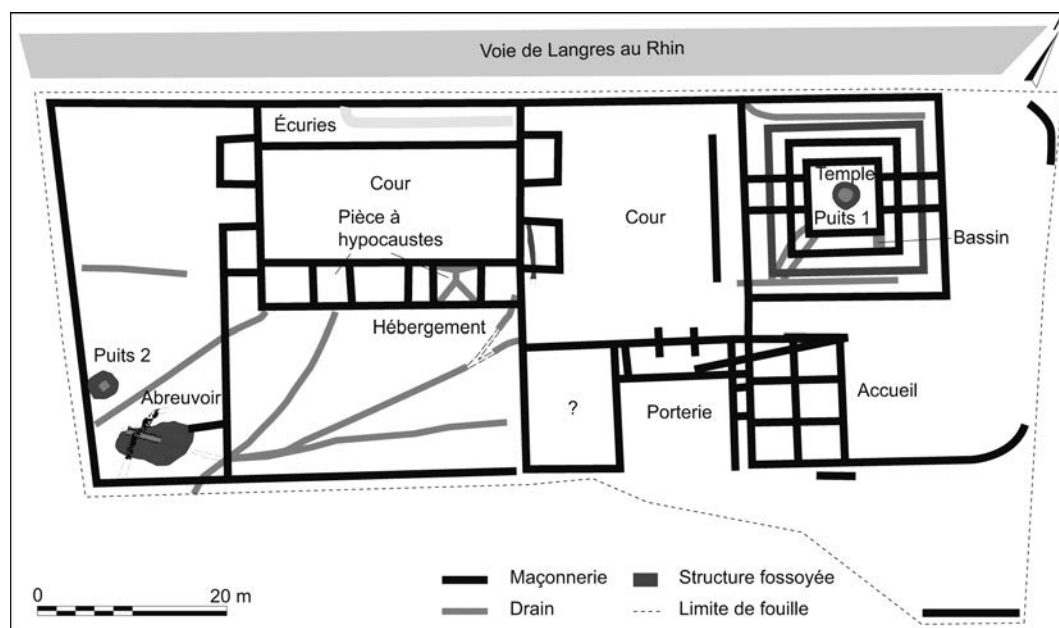 Voie de Langres au Rhin
Écuries
Cour
Pièce à
hypocaustes
Cour
Temple
Puits 1
Bassin
Hébergement
Puits 2
Abreuvoir
?
Porterie
Accueil
0
20 m
Maçonnerie
Structure fossoyée
Drain
Limite de fouille